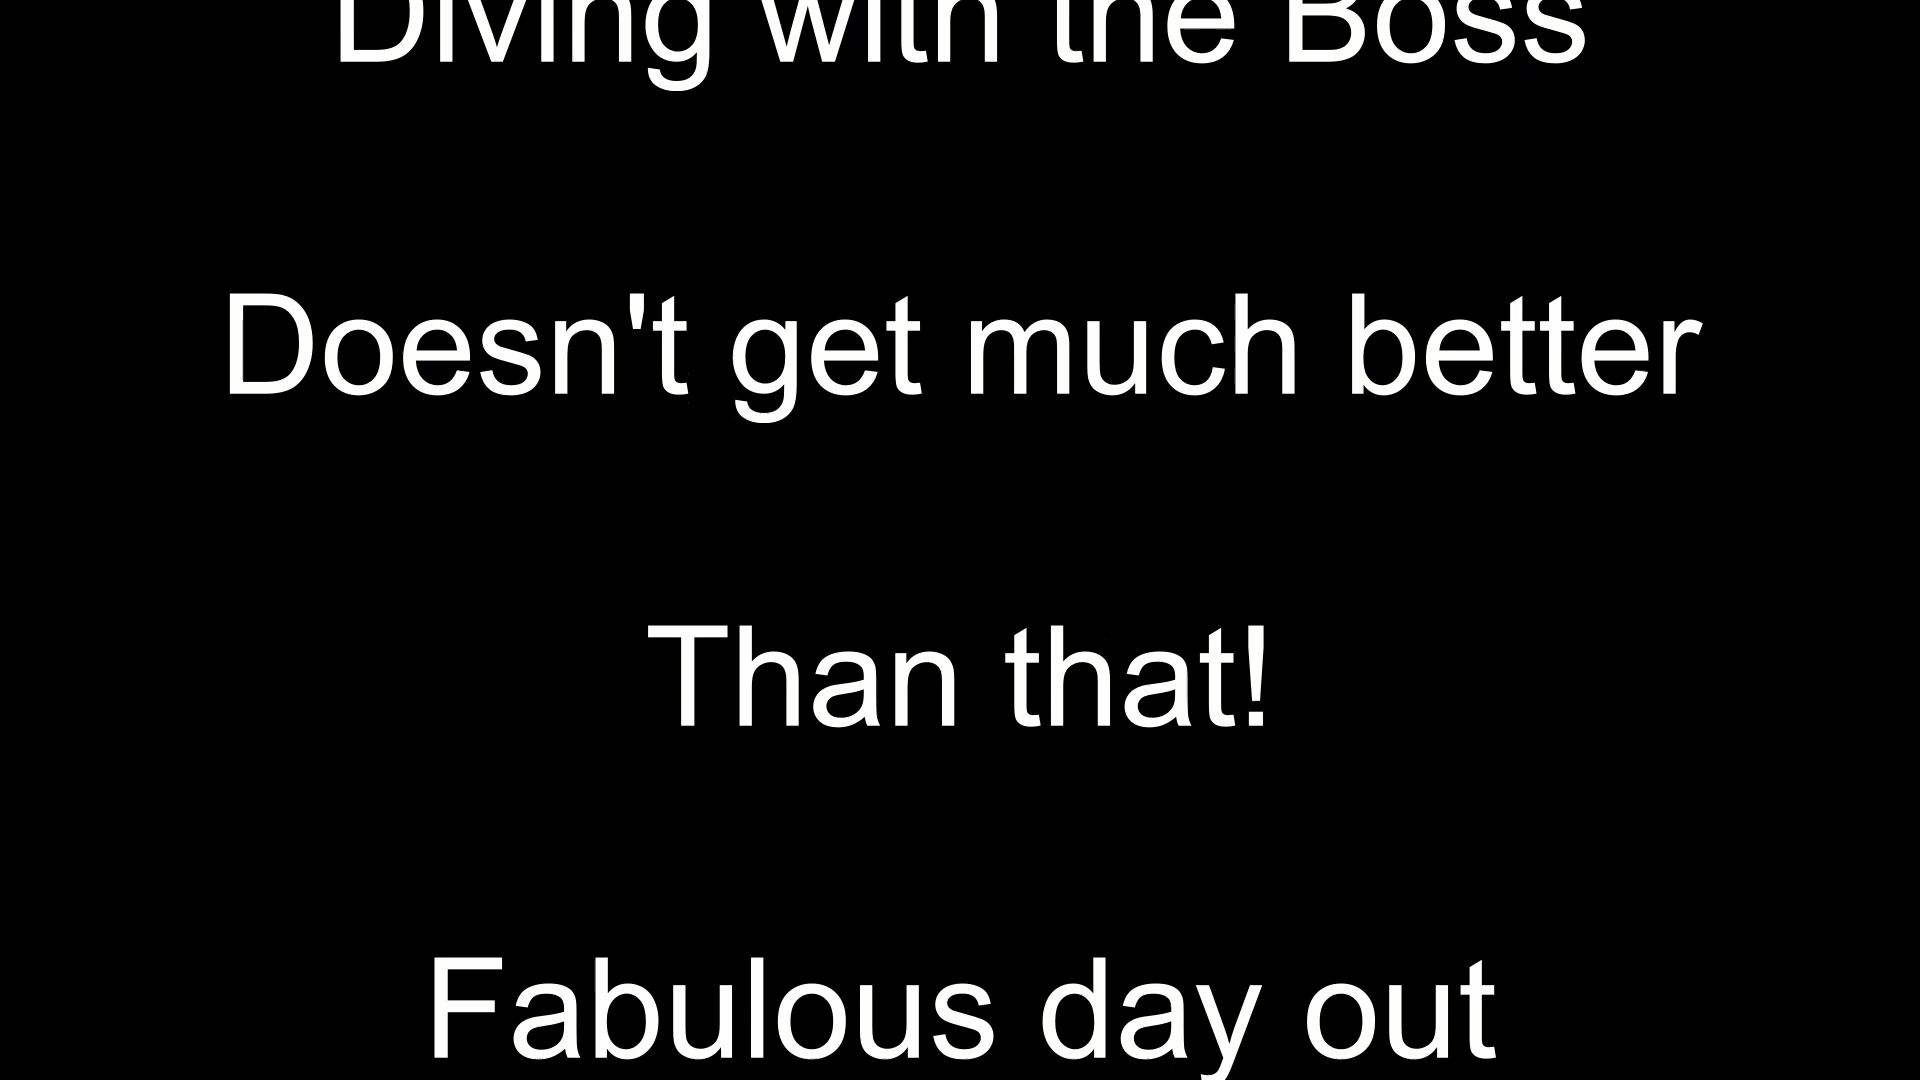 Diving with the Boss
Doesn't get much better
Than that!
Fabulous day out